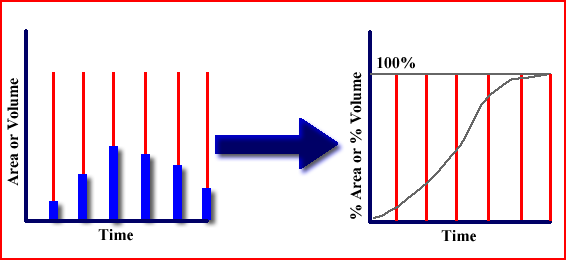 Area or Volume
Time
100%
% Area or % Volume
Time